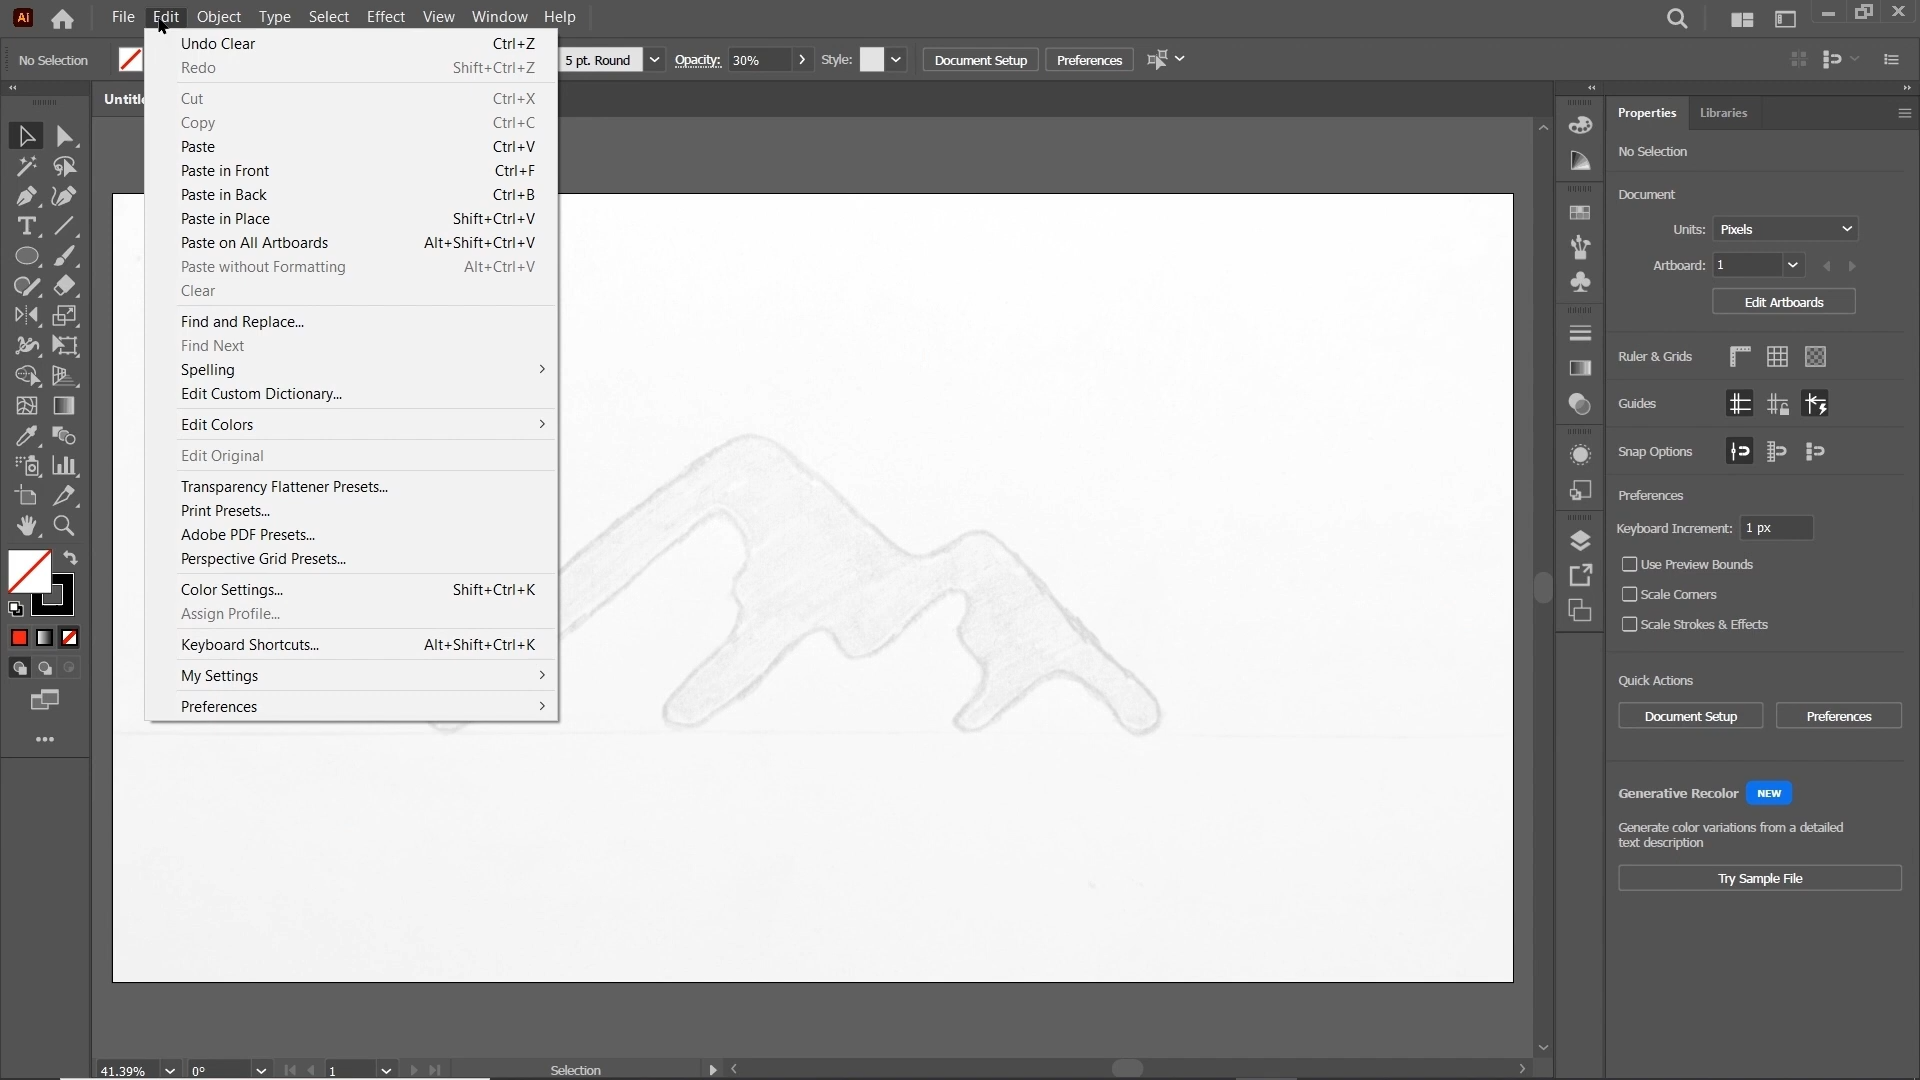 Ai File Edit Object Type Select Effect View Window Help
No Selection
5 pt. Round Opacity: 30% Style: Document Setup Preferences
Undo Clear Ctrl+Z
Redo Shift+Ctrl+Z
Cut Ctrl+X
Copy Ctrl+C
Paste Ctrl+V
Paste in Front Ctrl+F
Paste in Back Ctrl+B
Paste in Place Shift+Ctrl+V
Paste on All Artboards Alt+Shift+Ctrl+V
Paste without Formatting Alt+Ctrl+V
Clear
Find and Replace...
Find Next
Spelling
Edit Custom Dictionary...
Edit Colors
Edit Original
Transparency Flattener Presets...
Print Presets...
Adobe PDF Presets...
Perspective Grid Presets...
Color Settings... Shift+Ctrl+K
Assign Profile...
Keyboard Shortcuts... Alt+Shift+Ctrl+K
My Settings
Preferences
Properties Libraries
No Selection
Document
Units: Pixels
Artboard: 1
Edit Artboards
Ruler & Grids
Guides
Snap Options
Preferences
Keyboard Increment: 1 px
Use Preview Bounds
Scale Corners
Scale Strokes & Effects
Quick Actions
Document Setup Preferences
Generative Recolor NEW
Generate color variations from a detailed
text description
Try Sample File
41.39% 0° 1 Selection